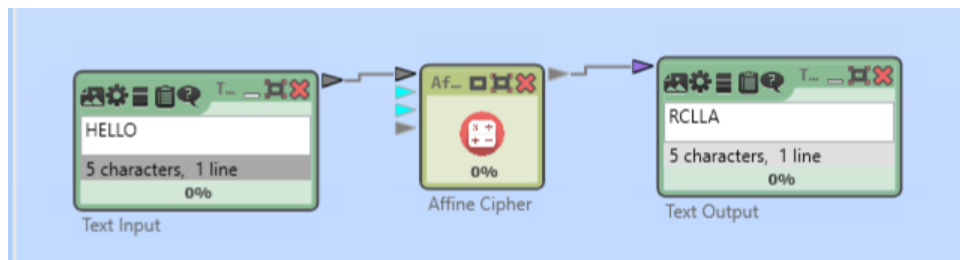 T...
HELLO
5 characters, 1 line
0%
Text Input
Af...
0%
Affine Cipher
T...
RCLLA
5 characters, 1 line
0%
Text Output